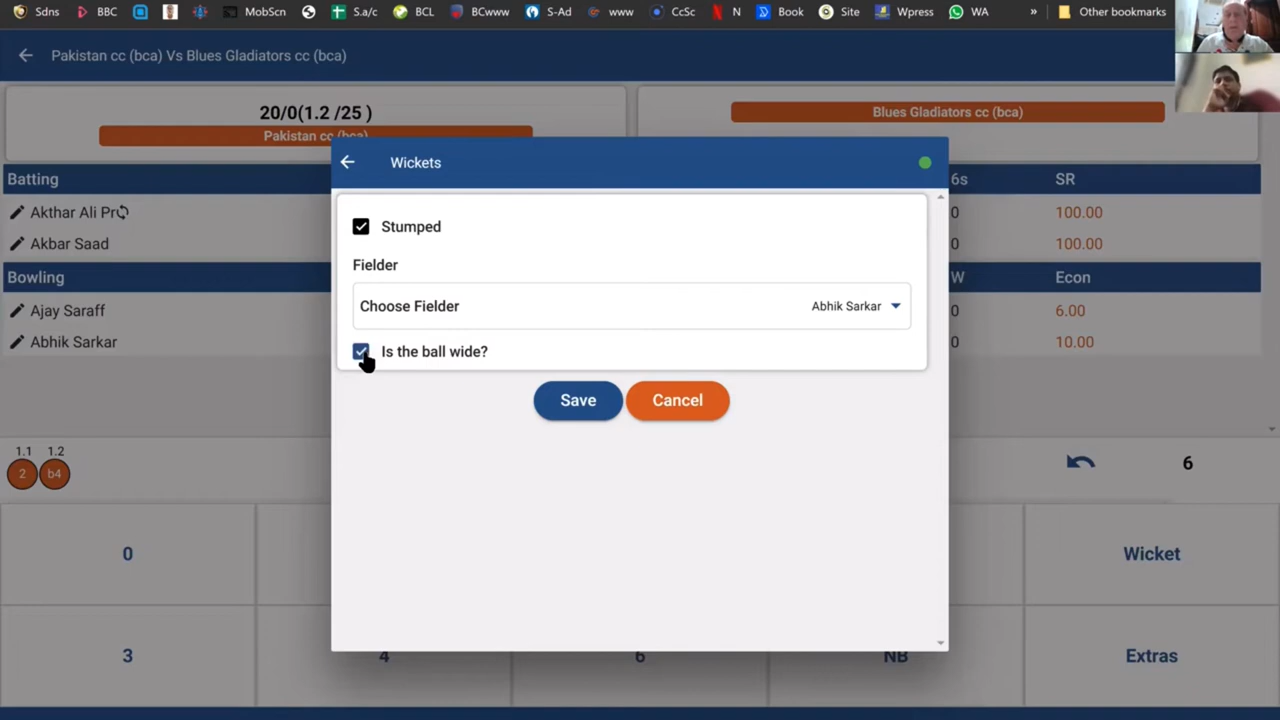 Sdns BBC MobScn S.a/c BCL BCwww S-Ad www CcSc N Book Site Wpress WA » Other bookmarks
Pakistan cc (bca) Vs Blues Gladiators cc (bca)
20/0(1.2 /25 )
Pakistan cc (bca)
Blues Gladiators cc (bca)
Wickets
Batting
6s SR
Akthar Ali Pr
0 100.00
Akbar Saad
0 100.00
Bowling
W Econ
Ajay Saraff
0 6.00
Abhik Sarkar
0 10.00
Stumped
Fielder
Choose Fielder Abhik Sarkar
Is the ball wide?
Save Cancel
1.1 1.2
2 b4
6
0 Wicket
3 4 6 NB Extras